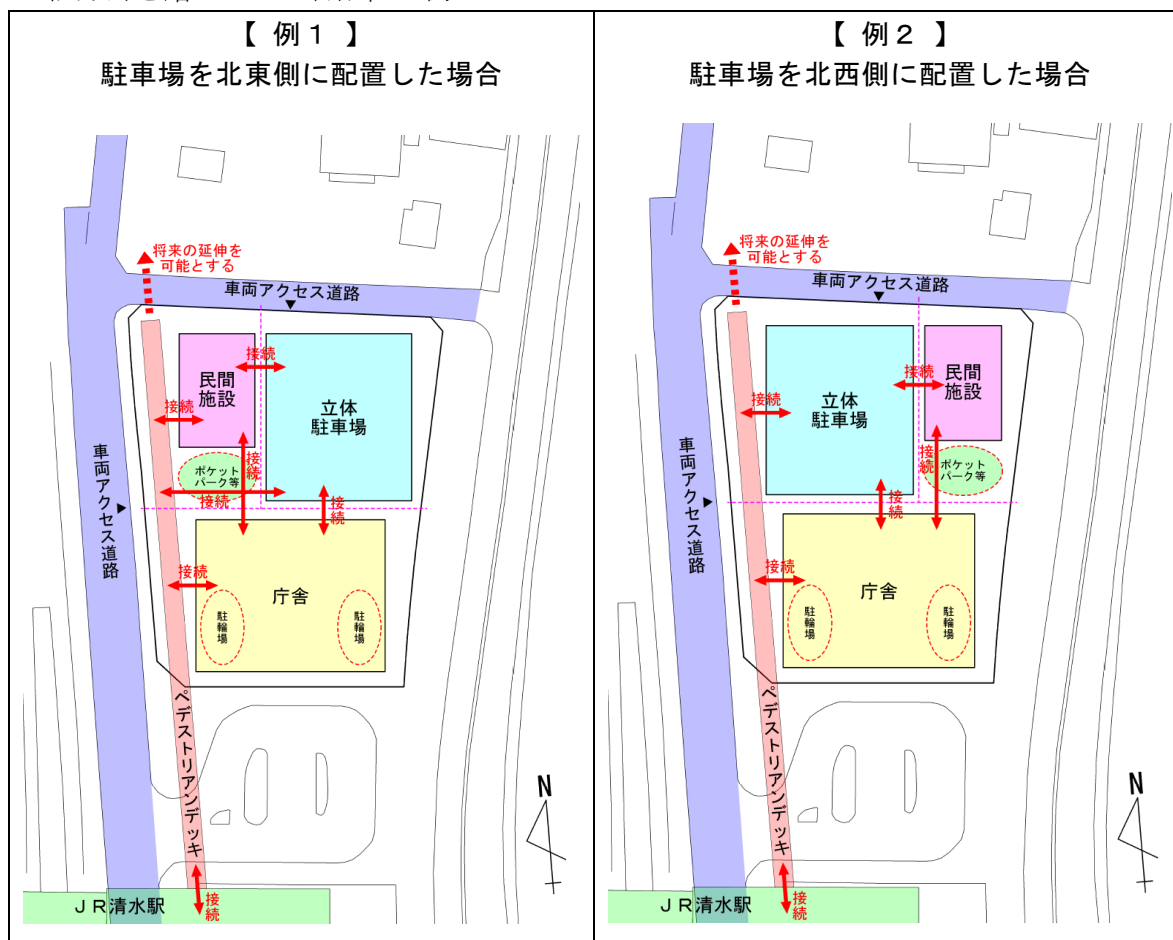 【 例１ 】
駐車場を北東側に配置した場合
将来の延伸を
可能とする
車両アクセス道路
接続
民間
施設
立体
駐車場
接続
接続
ポケット
パーク等
接続
接続
車両アクセス道路
接続
庁舎
駐輪場
駐輪場
ペデストリアンデッキ
N
接続
ＪＲ清水駅
【 例２ 】
駐車場を北西側に配置した場合
将来の延伸を
可能とする
車両アクセス道路
接続
民間
施設
立体
駐車場
接続
接続
ポケット
パーク等
接続
車両アクセス道路
接続
庁舎
駐輪場
駐輪場
ペデストリアンデッキ
N
接続
ＪＲ清水駅